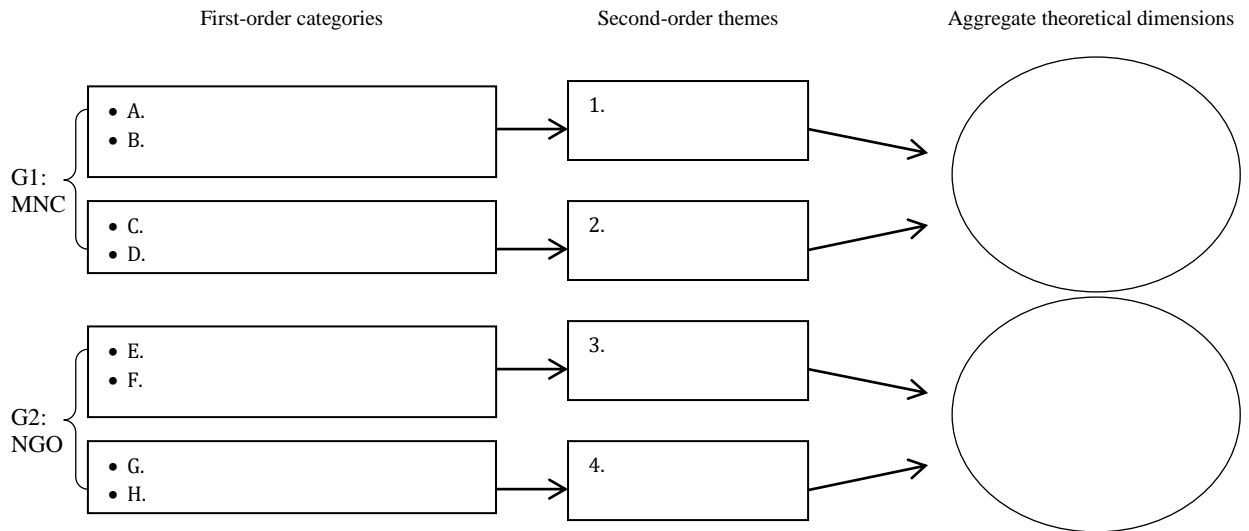 First-order categories
Second-order themes
Aggregate theoretical dimensions
G1:
MNC
• A.
• B.
1.
• C.
• D.
2.
G2:
NGO
• E.
• F.
3.
• G.
• H.
4.